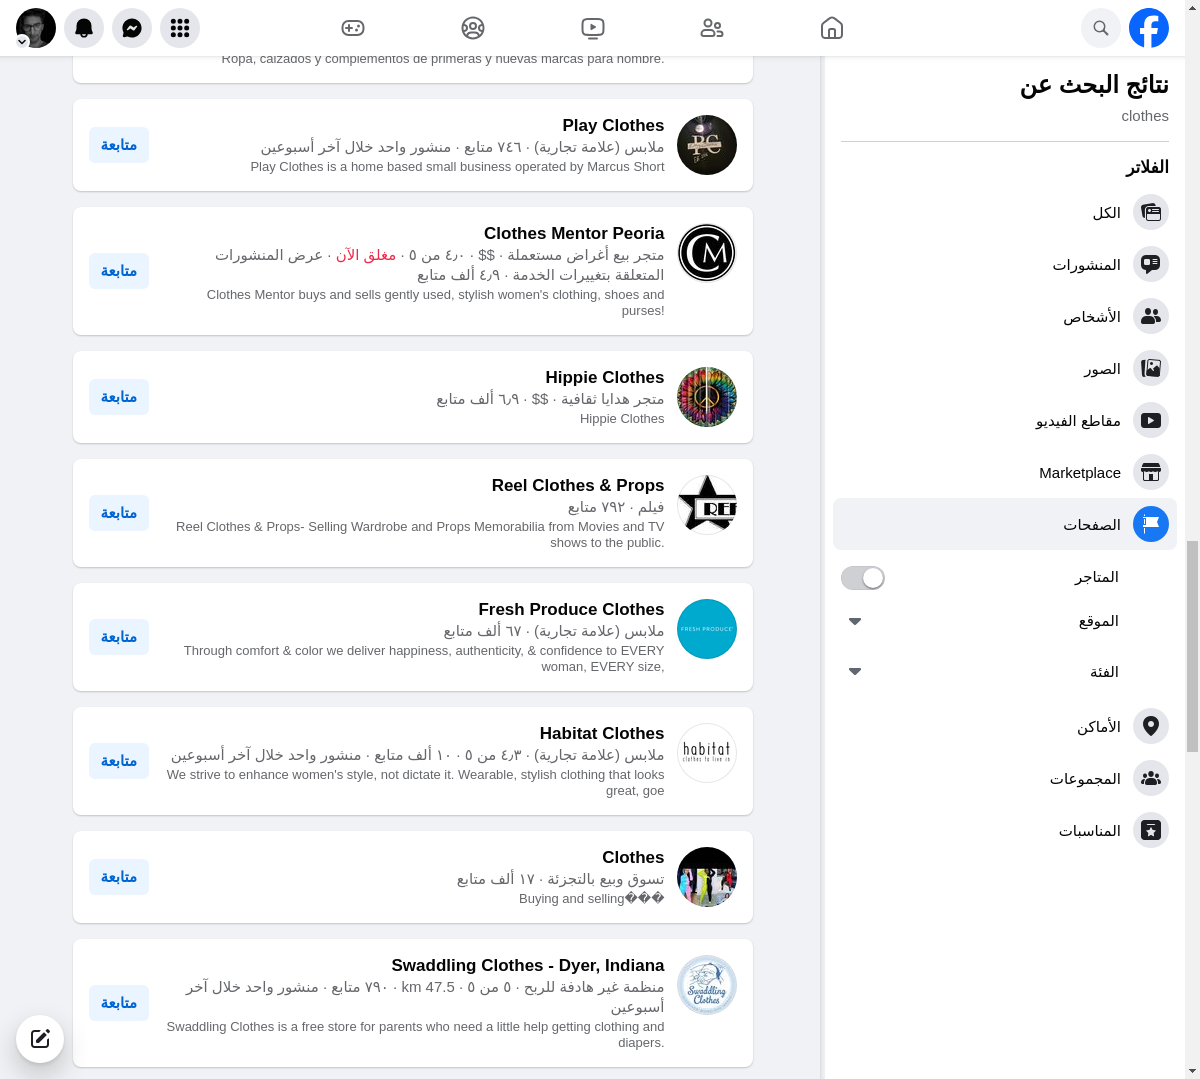 نتائج البحث عن
clothes
الفلاتر
الكل
المنشورات
الأشخاص
الصور
مقاطع الفيديو
Marketplace
الصفحات
المتاجر
الموقع
الفئة
الأماكن
المجموعات
المناسبات
Ropa, calzados y complementos de primeras y nuevas marcas para hombre.
Play Clothes
ملابس (علامة تجارية) · ٧٤٦ متابع · منشور واحد خلال آخر أسبوعين
Play Clothes is a home based small business operated by Marcus Short
متابعة
Clothes Mentor Peoria
متجر بيع أغراض مستعملة · $$ · ٤٫٠ من ٥ · مغلق الآن · عرض المنشورات
المتعلقة بتغييرات الخدمة · ٤٫٩ ألف متابع
Clothes Mentor buys and sells gently used, stylish women's clothing, shoes and
purses!
متابعة
Hippie Clothes
متجر هدايا ثقافية · $$ · ٦٫٩ ألف متابع
Hippie Clothes
متابعة
Reel Clothes & Props
فيلم · ٧٩٢ متابع
Reel Clothes & Props- Selling Wardrobe and Props Memorabilia from Movies and TV
shows to the public.
متابعة
Fresh Produce Clothes
ملابس (علامة تجارية) · ٦٧ ألف متابع
Through comfort & color we deliver happiness, authenticity, & confidence to EVERY
woman, EVERY size,
متابعة
FRESH PRODUCE
Habitat Clothes
ملابس (علامة تجارية) · ٤٫٣ من ٥ · ١٠ ألف متابع · منشور واحد خلال آخر أسبوعين
We strive to enhance women's style, not dictate it. Wearable, stylish clothing that looks
great, goe
متابعة
habitat
clothes to live in
Clothes
تسوق وبيع بالتجزئة · ١٧ ألف متابع
Buying and selling���
متابعة
Swaddling Clothes - Dyer, Indiana
منظمة غير هادفة للربح · ٥ من ٥ · 47.5 km · ٧٩٠ متابع · منشور واحد خلال آخر
أسبوعين
Swaddling Clothes is a free store for parents who need a little help getting clothing and
diapers.
متابعة
Swaddling
Clothes